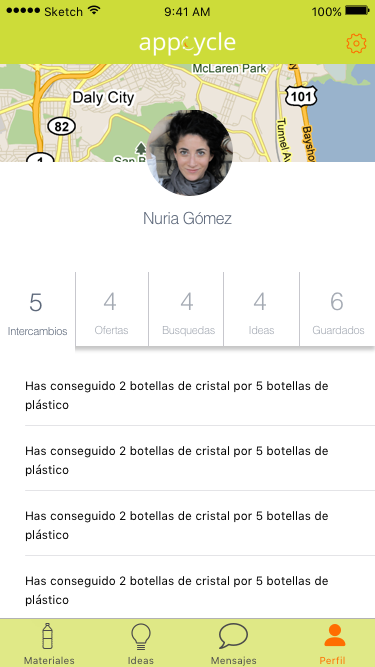 Sketch 9:41 AM 100%
appcycle
McLaren Park
Daly City
101
82
Tunnel Av
Baysho
San B
1
Nuria Gómez
5 4 4 4 6
Intercambios Ofertas Busquedas Ideas Guardados
Has conseguido 2 botellas de cristal por 5 botellas de
plástico
Has conseguido 2 botellas de cristal por 5 botellas de
plástico
Has conseguido 2 botellas de cristal por 5 botellas de
plástico
Has conseguido 2 botellas de cristal por 5 botellas de
plástico
Materiales Ideas Mensajes Perfil